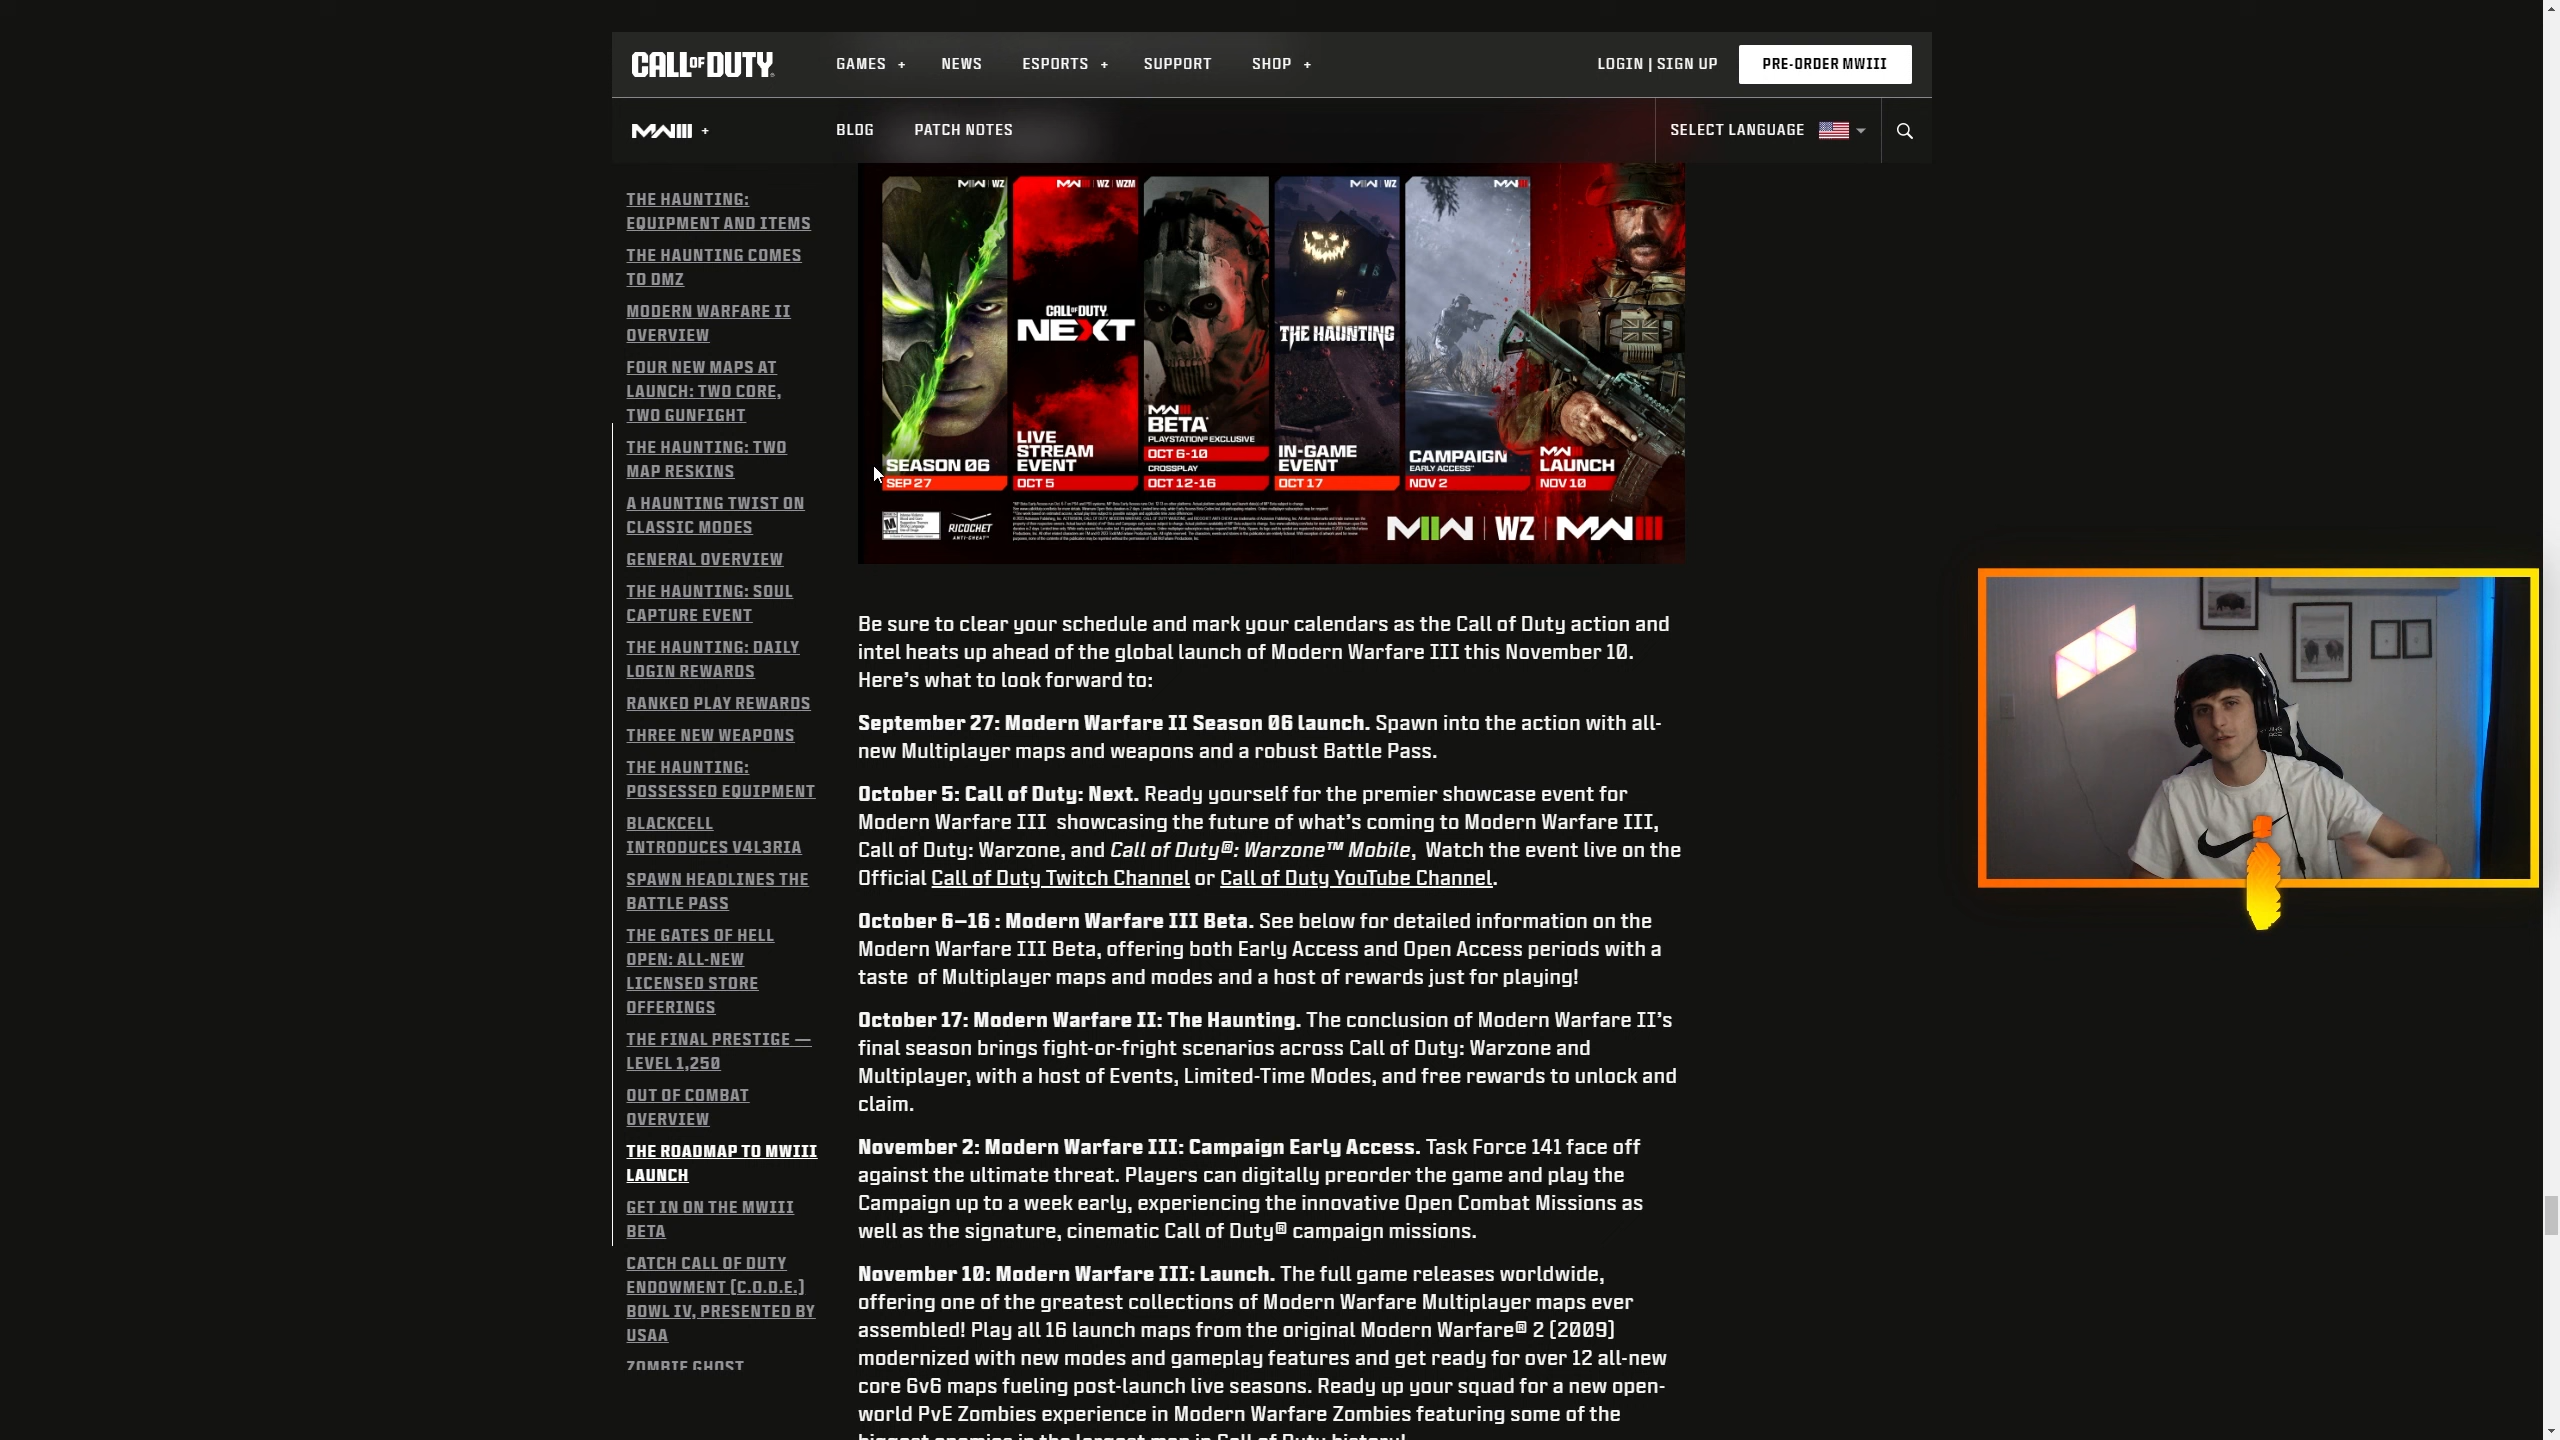 CALL OF DUTY
GAMES +
NEWS
ESPORTS +
SUPPORT
SHOP +
LOGIN | SIGN UP
PRE-ORDER MWIII
MWIII +
BLOG
PATCH NOTES
SELECT LANGUAGE
THE HAUNTING:
EQUIPMENT AND ITEMS
THE HAUNTING COMES
TO DMZ
MODERN WARFARE II
OVERVIEW
FOUR NEW MAPS AT
LAUNCH: TWO CORE,
TWO GUNFIGHT
THE HAUNTING: TWO
MAP RESKINS
A HAUNTING TWIST ON
CLASSIC MODES
GENERAL OVERVIEW
THE HAUNTING: SOUL
CAPTURE EVENT
THE HAUNTING: DAILY
LOGIN REWARDS
RANKED PLAY REWARDS
THREE NEW WEAPONS
THE HAUNTING:
POSSESSED EQUIPMENT
BLACKCELL
INTRODUCES V4L3RIA
SPAWN HEADLINES THE
BATTLE PASS
THE GATES OF HELL
OPEN: ALL-NEW
LICENSED STORE
OFFERINGS
THE FINAL PRESTIGE —
LEVEL 1,250
OUT OF COMBAT
OVERVIEW
THE ROADMAP TO MWIII
LAUNCH
GET IN ON THE MWIII
BETA
CATCH CALL OF DUTY
ENDOWMENT (C.O.D.E.)
BOWL IV, PRESENTED BY
USAA
ZOMBIE GHOST
MWII | WZ
SEASON 06
SEP 27
MWIII | WZ | WZM
CALL OF DUTY
NEXT
LIVE
STREAM
EVENT
OCT 5
MWIII
BETA*
PLAYSTATION® EXCLUSIVE
OCT 6-10
CROSSPLAY
OCT 12-16
MWII | WZ
THE HAUNTING
IN-GAME
EVENT
OCT 17
MWIII
CAMPAIGN
EARLY ACCESS**
NOV 2
MWIII
LAUNCH
NOV 10
M
RICOCHET
ANTI-CHEAT™
MWII | WZ | MWIII
Be sure to clear your schedule and mark your calendars as the Call of Duty action and
intel heats up ahead of the global launch of Modern Warfare III this November 10.
Here’s what to look forward to:
September 27: Modern Warfare II Season 06 launch. Spawn into the action with all-
new Multiplayer maps and weapons and a robust Battle Pass.
October 5: Call of Duty: Next. Ready yourself for the premier showcase event for
Modern Warfare III showcasing the future of what’s coming to Modern Warfare III,
Call of Duty: Warzone, and Call of Duty®: Warzone™ Mobile, Watch the event live on the
Official Call of Duty Twitch Channel or Call of Duty YouTube Channel.
October 6–16 : Modern Warfare III Beta. See below for detailed information on the
Modern Warfare III Beta, offering both Early Access and Open Access periods with a
taste of Multiplayer maps and modes and a host of rewards just for playing!
October 17: Modern Warfare II: The Haunting. The conclusion of Modern Warfare II’s
final season brings fight-or-fright scenarios across Call of Duty: Warzone and
Multiplayer, with a host of Events, Limited-Time Modes, and free rewards to unlock and
claim.
November 2: Modern Warfare III: Campaign Early Access. Task Force 141 face off
against the ultimate threat. Players can digitally preorder the game and play the
Campaign up to a week early, experiencing the innovative Open Combat Missions as
well as the signature, cinematic Call of Duty® campaign missions.
November 10: Modern Warfare III: Launch. The full game releases worldwide,
offering one of the greatest collections of Modern Warfare Multiplayer maps ever
assembled! Play all 16 launch maps from the original Modern Warfare® 2 (2009)
modernized with new modes and gameplay features and get ready for over 12 all-new
core 6v6 maps fueling post-launch live seasons. Ready up your squad for a new open-
world PvE Zombies experience in Modern Warfare Zombies featuring some of the
biggest enemies in the largest map in Call of Duty history!